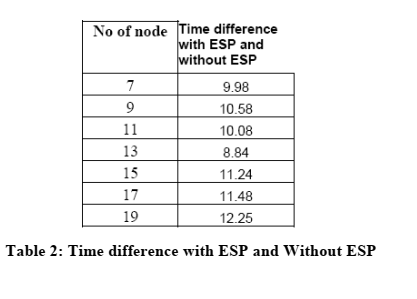 No of node Time difference
with ESP and
without ESP
7 9.98
9 10.58
11 10.08
13 8.84
15 11.24
17 11.48
19 12.25
Table 2: Time difference with ESP and Without ESP